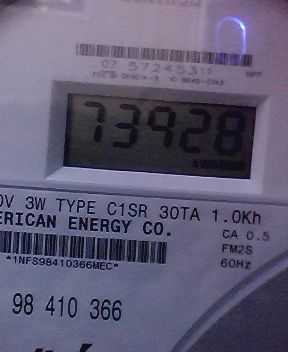 07 57245311
73928
kWh
0V 3W TYPE C1SR 30TA 1.0Kh
ERICAN ENERGY CO.
CA 0.5
FM2S
60Hz
*1NFS98410366MEC*
98 410 366